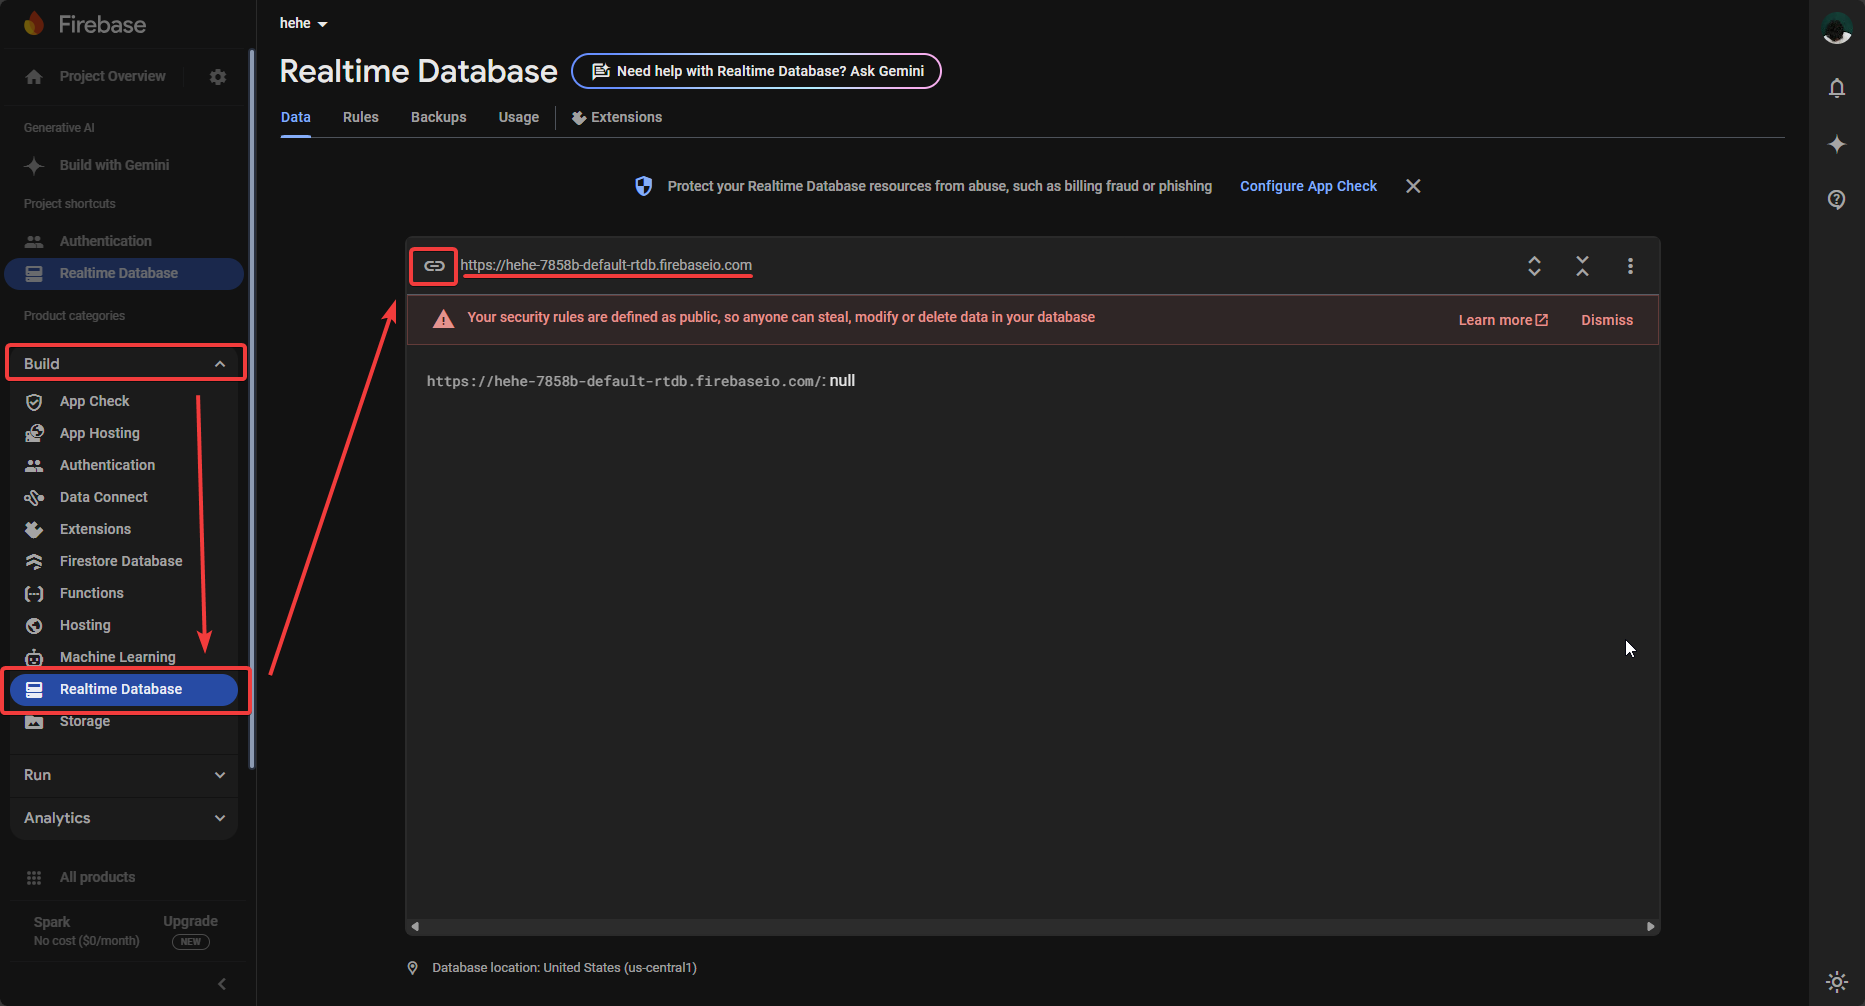 Firebase
Project Overview
Generative AI
Build with Gemini
Project shortcuts
Authentication
Realtime Database
Product categories
Build
App Check
App Hosting
Authentication
Data Connect
Extensions
Firestore Database
Functions
Hosting
Machine Learning
Realtime Database
Storage
Run
Analytics
All products
Spark
No cost ($0/month)
Upgrade
NEW
hehe
Realtime Database
Need help with Realtime Database? Ask Gemini
Data Rules Backups Usage Extensions
Protect your Realtime Database resources from abuse, such as billing fraud or phishing Configure App Check
https://hehe-7858b-default-rtdb.firebaseio.com
Your security rules are defined as public, so anyone can steal, modify or delete data in your database Learn more Dismiss
https://hehe-7858b-default-rtdb.firebaseio.com/: null
Database location: United States (us-central1)